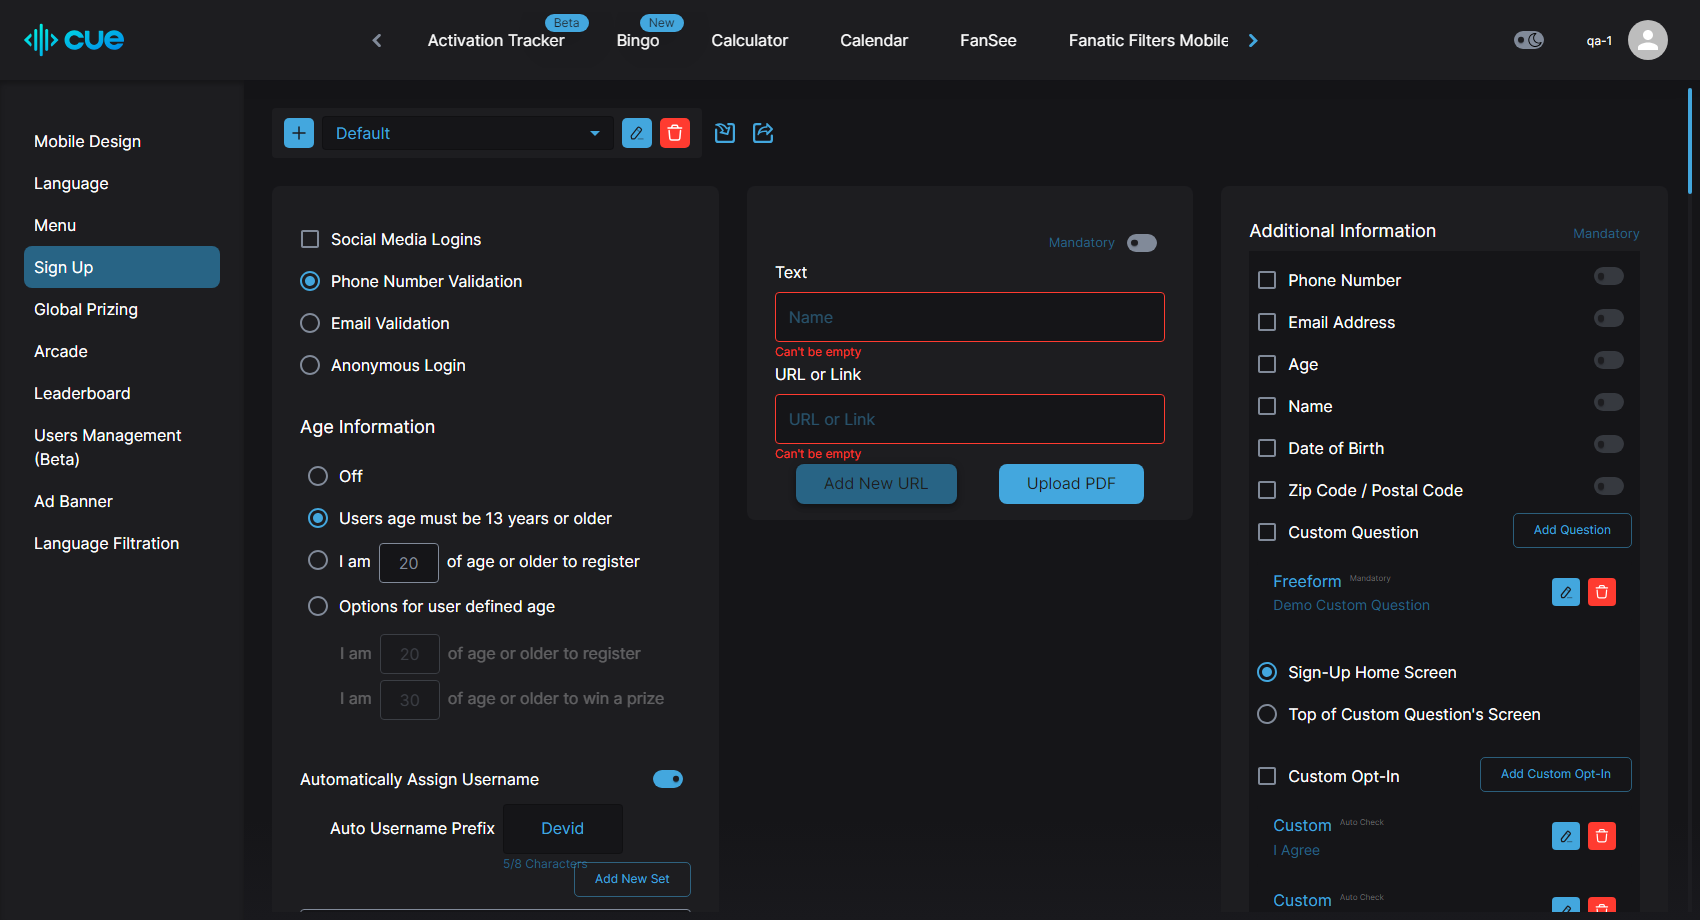 cue
Activation Tracker
Beta
Bingo
New
Calculator
Calendar
FanSee
Fanatic Filters Mobile
qa-1
Mobile Design
Language
Menu
Sign Up
Global Prizing
Arcade
Leaderboard
Users Management
(Beta)
Ad Banner
Language Filtration
Default
Social Media Logins
Phone Number Validation
Email Validation
Anonymous Login
Age Information
Off
Users age must be 13 years or older
I am 20 of age or older to register
Options for user defined age
I am 20 of age or older to register
I am 30 of age or older to win a prize
Automatically Assign Username
Auto Username Prefix Devid
5/8 Characters
Add New Set
Mandatory
Text
Name
Can't be empty
URL or Link
URL or Link
Can't be empty
Add New URL
Upload PDF
Additional Information
Mandatory
Phone Number
Email Address
Age
Name
Date of Birth
Zip Code / Postal Code
Custom Question
Add Question
Freeform Mandatory
Demo Custom Question
Sign-Up Home Screen
Top of Custom Question's Screen
Custom Opt-In
Add Custom Opt-In
Custom Auto Check
I Agree
Custom Auto Check